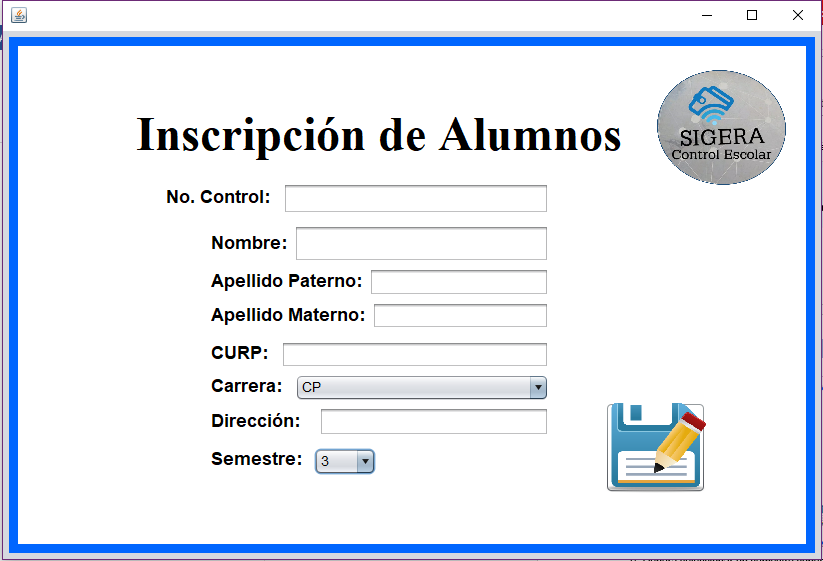 Inscripción de Alumnos
SIGERA
Control Escolar
No. Control:
Nombre:
Apellido Paterno:
Apellido Materno:
CURP:
Carrera: CP
Dirección:
Semestre: 3